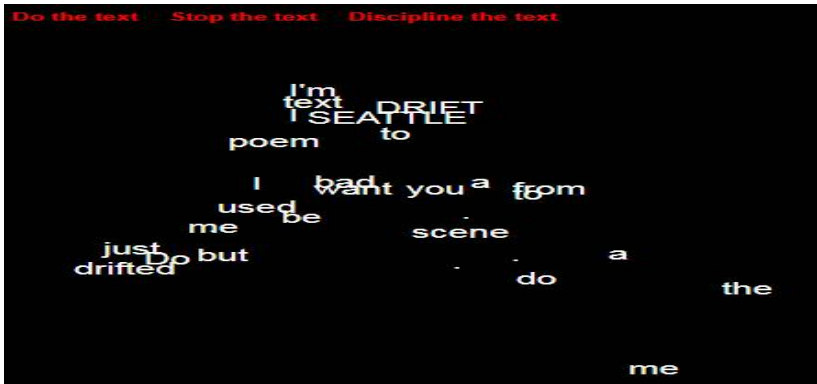 Do the text Stop the text Discipline the text
I'm
text DRIFT
I SEATTLE
to
poem
I bad a
want you from
to
used
be .
me
scene
just
Do but a
drifted . .
do
the
me